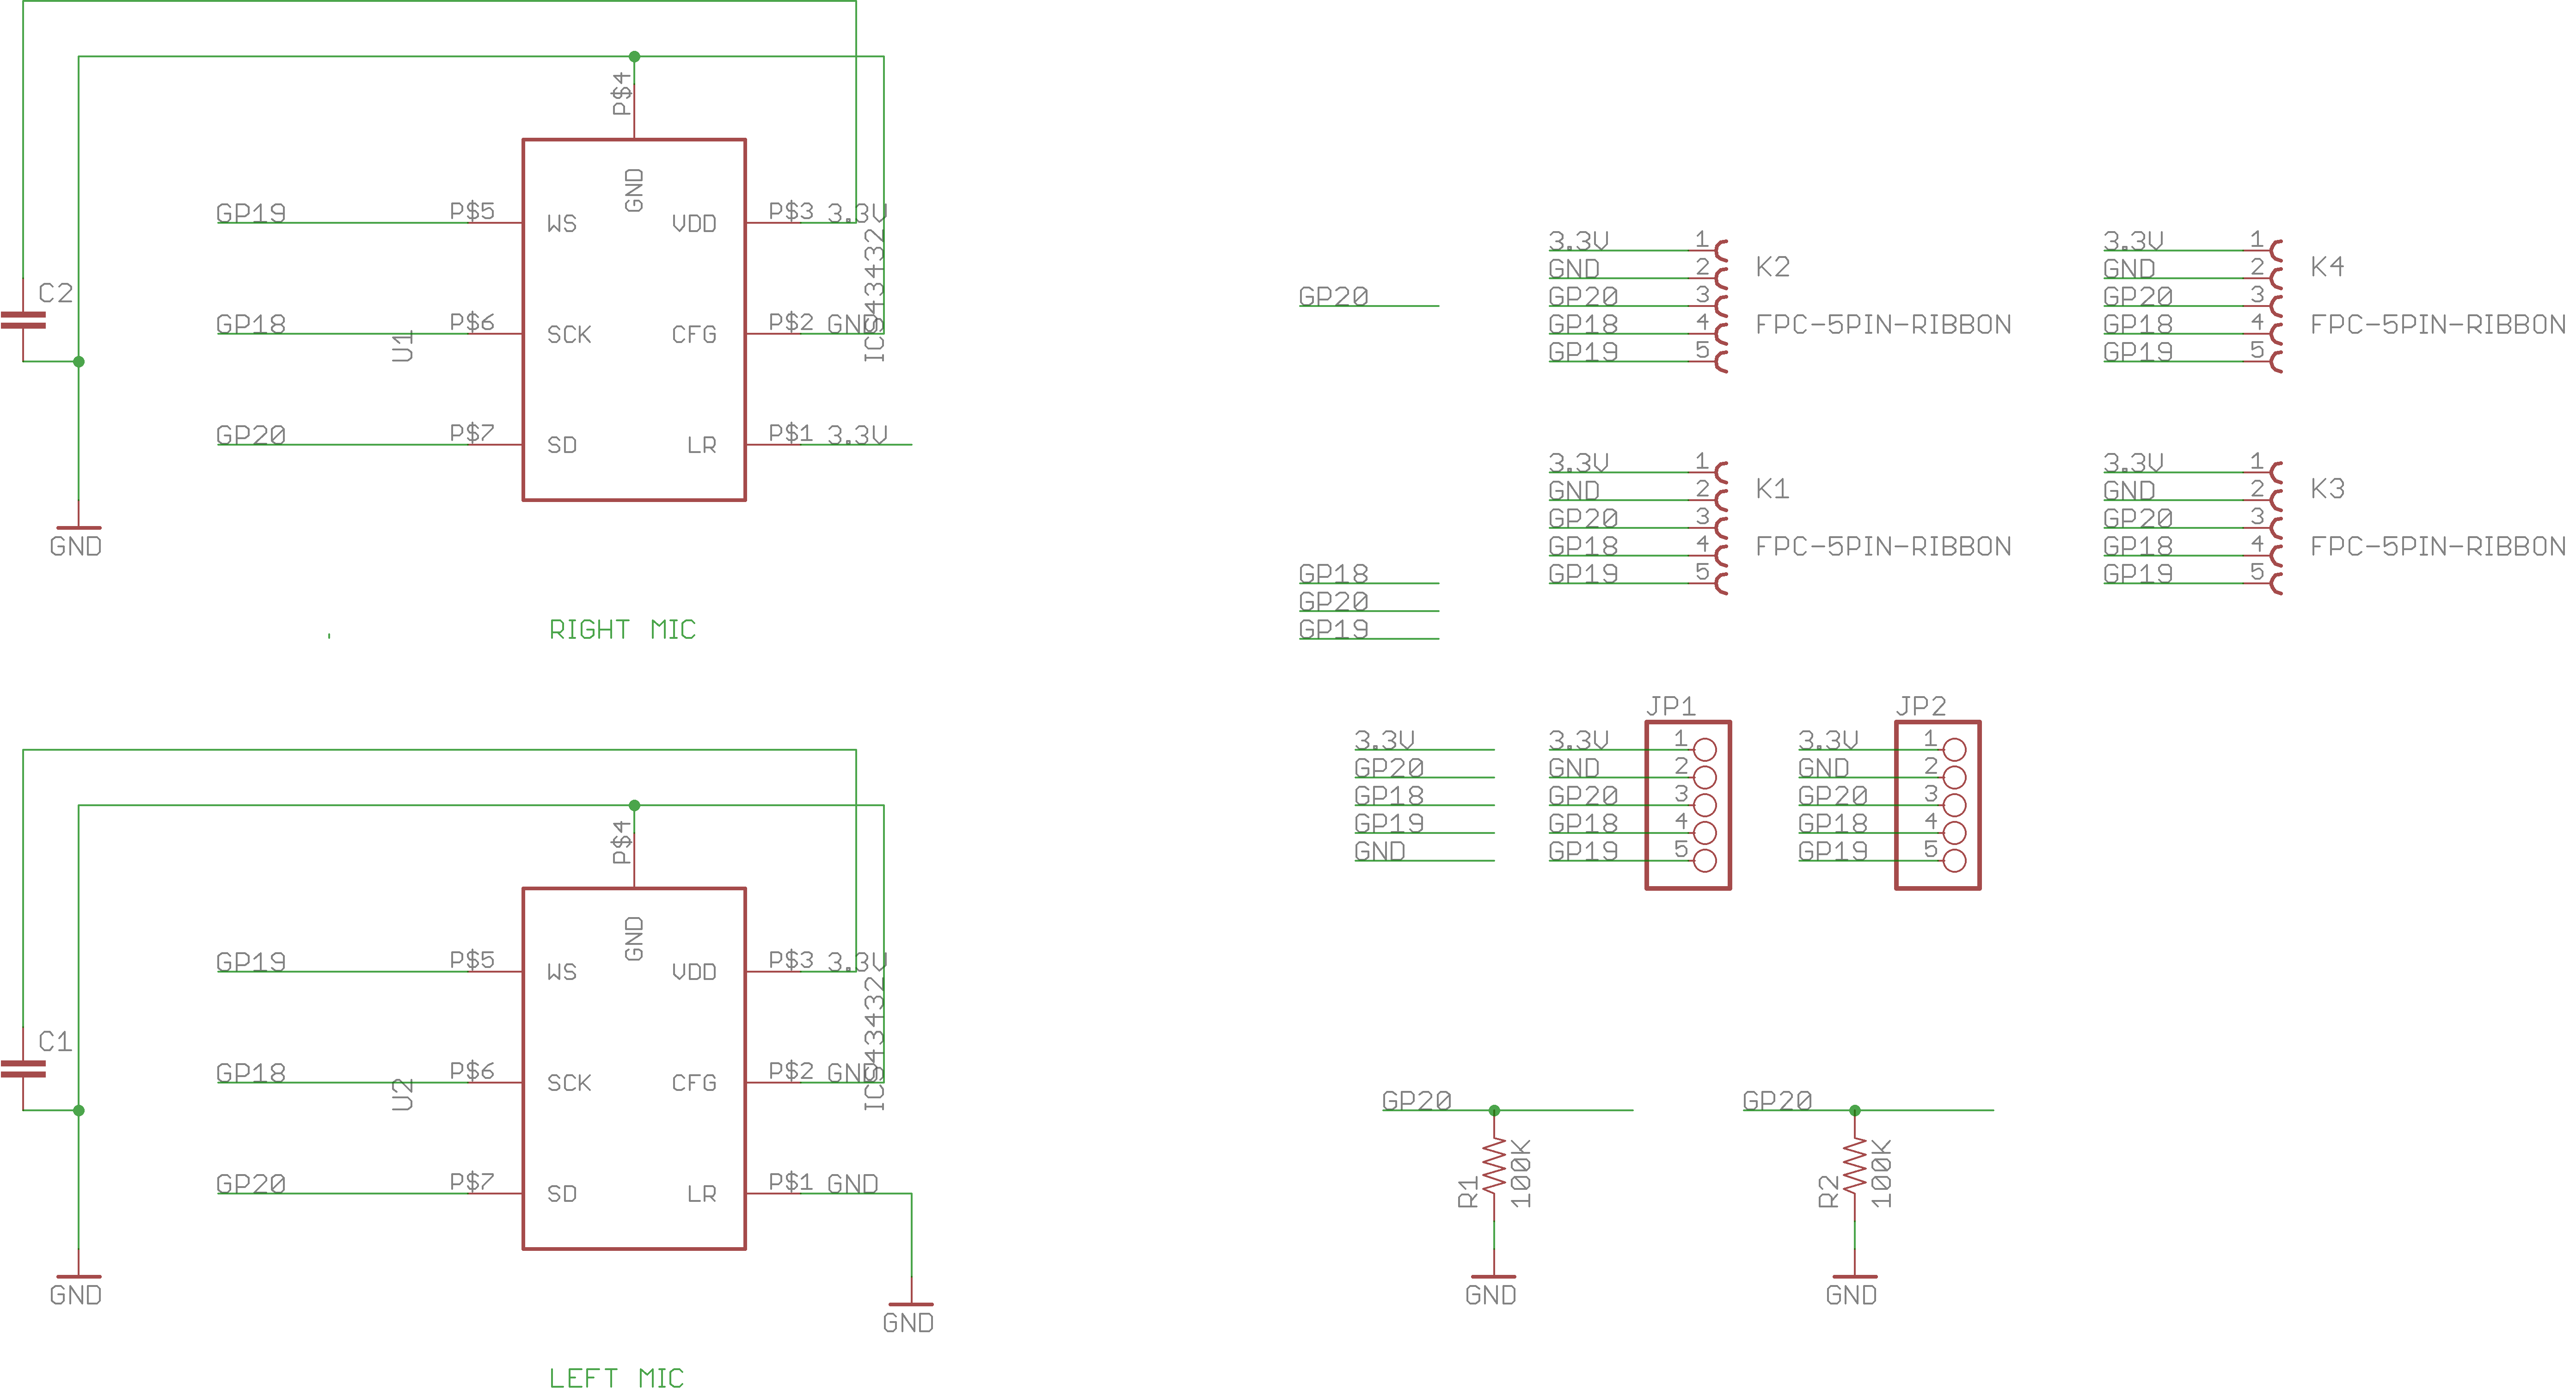 P$4
GND
GP19 P$5 WS VDD P$3 3.3V
C2
GP18 P$6 SCK CFG P$2 GND
U1
ICS43432
GP20 P$7 SD LR P$1 3.3V
GND
RIGHT MIC
P$4
GND
GP19 P$5 WS VDD P$3 3.3V
C1
GP18 P$6 SCK CFG P$2 GND
U2
ICS43432
GP20 P$7 SD LR P$1 GND
GND
GND
LEFT MIC
GP20
GP18
GP20
GP19
3.3V 1
GND 2
GP20 3
GP18 4
GP19 5
K2
FPC-5PIN-RIBBON
3.3V 1
GND 2
GP20 3
GP18 4
GP19 5
K4
FPC-5PIN-RIBBON
3.3V 1
GND 2
GP20 3
GP18 4
GP19 5
K1
FPC-5PIN-RIBBON
3.3V 1
GND 2
GP20 3
GP18 4
GP19 5
K3
FPC-5PIN-RIBBON
3.3V
GP20
GP18
GP19
GND
JP1
3.3V 1
GND 2
GP20 3
GP18 4
GP19 5
JP2
3.3V 1
GND 2
GP20 3
GP18 4
GP19 5
GP20
R1
100K
GND
GP20
R2
100K
GND